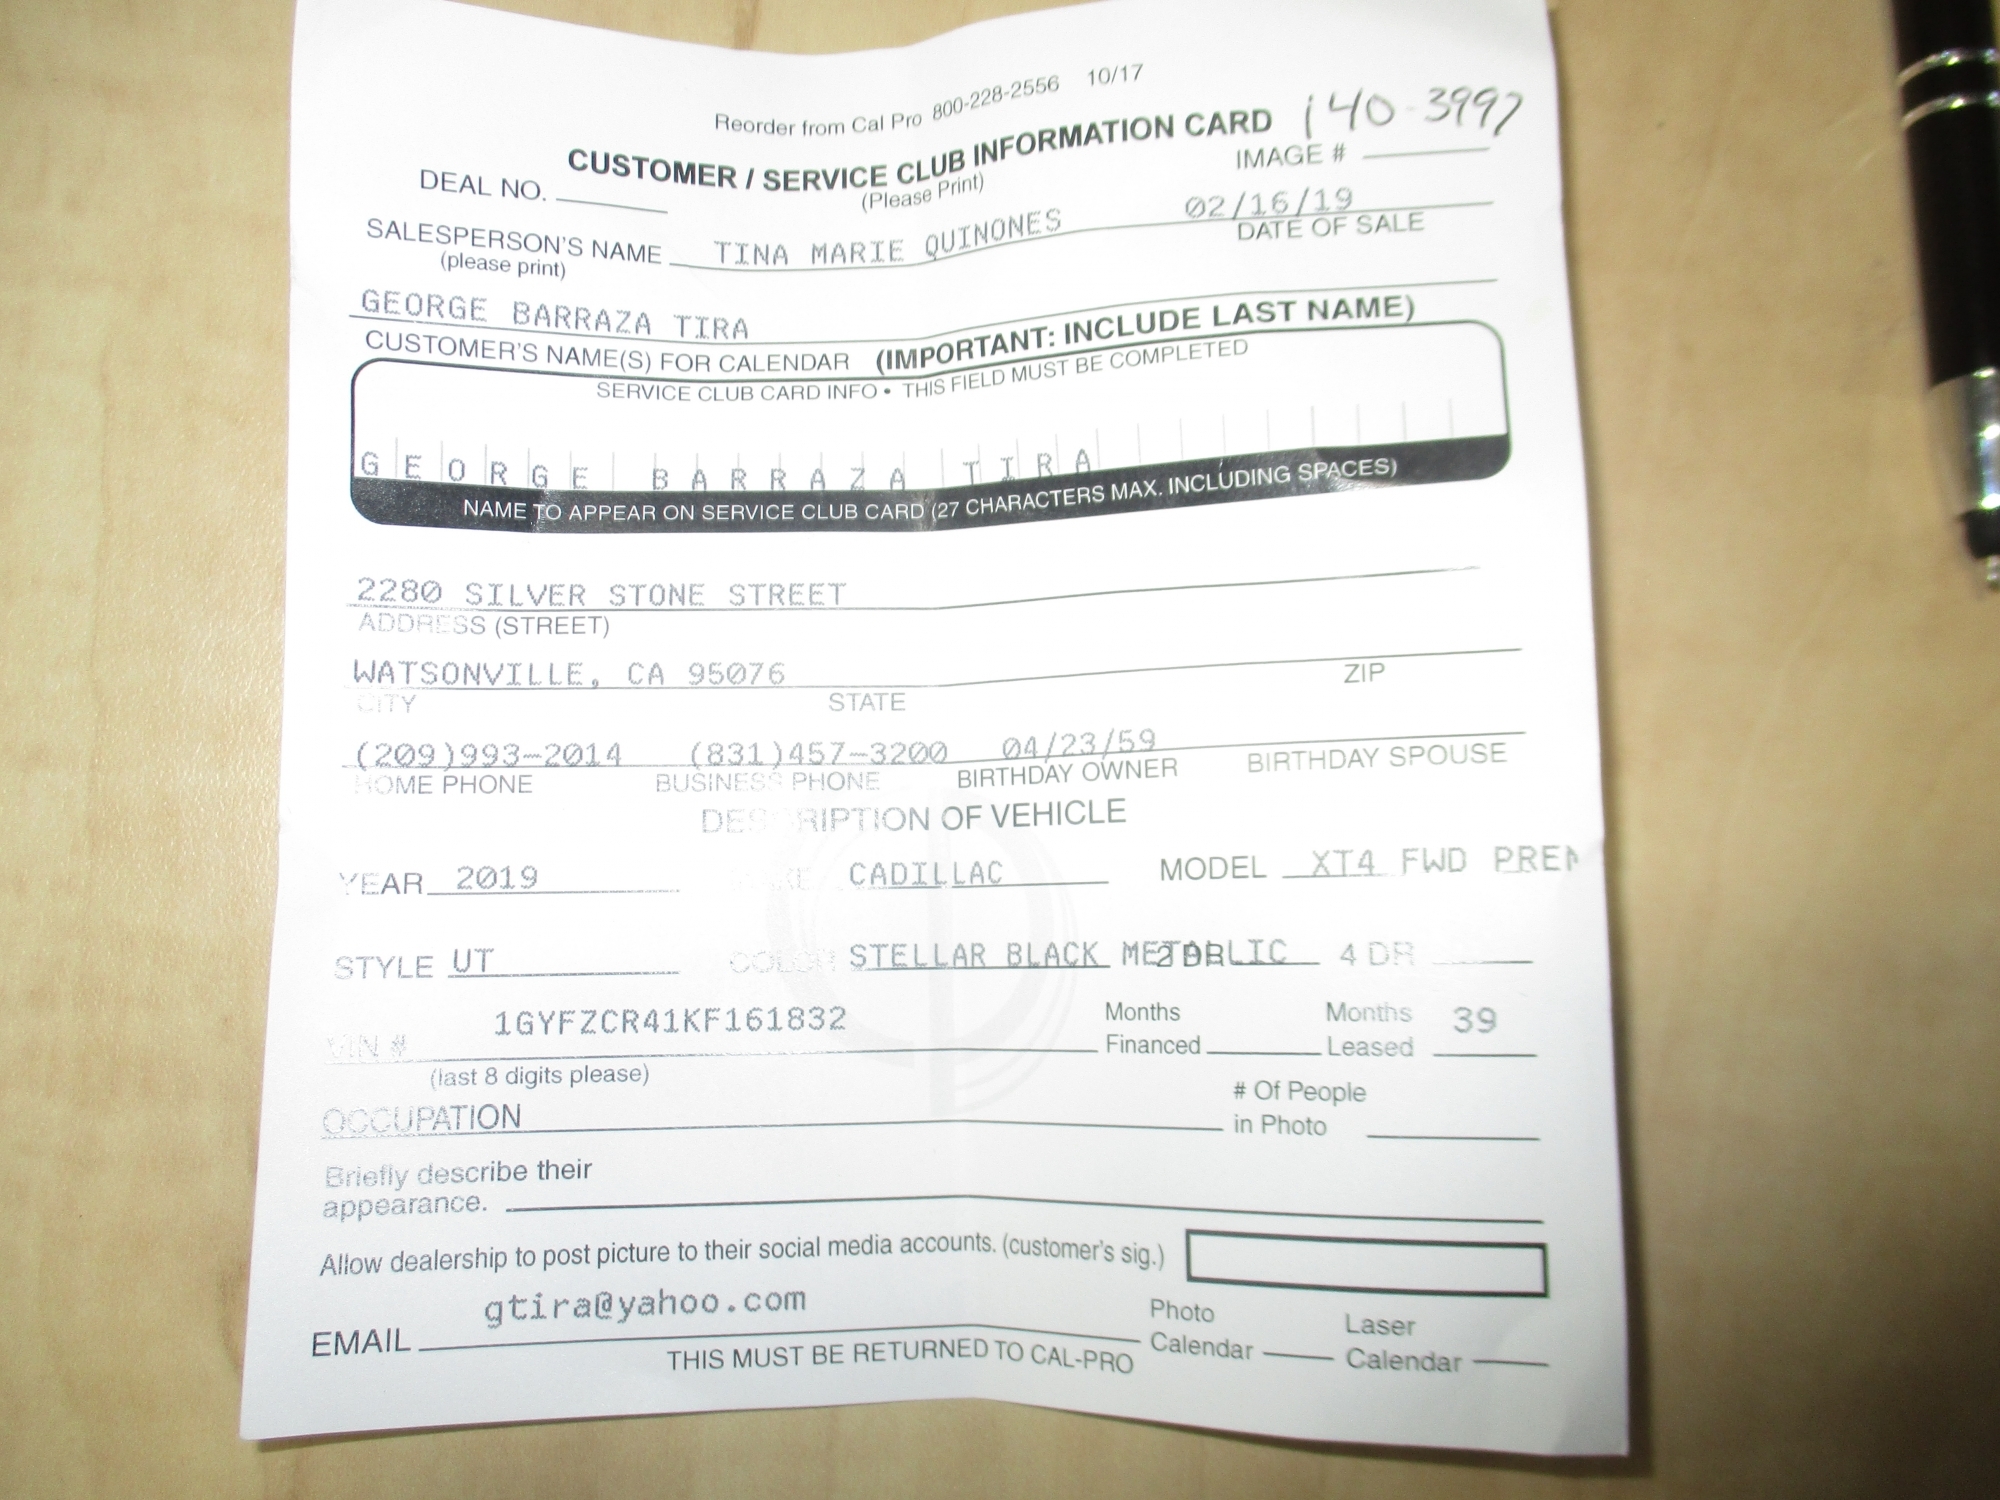 Reorder from Cal Pro 800-228-2556 10/17
CUSTOMER / SERVICE CLUB INFORMATION CARD 140-3997
(Please Print)
DEAL NO. IMAGE #
SALESPERSON'S NAME TINA MARIE QUINONES 02/16/19
(please print) DATE OF SALE
GEORGE BARRAZA TIRA
CUSTOMER'S NAME(S) FOR CALENDAR (IMPORTANT: INCLUDE LAST NAME)
SERVICE CLUB CARD INFO • THIS FIELD MUST BE COMPLETED
GEORGE BARRAZA TIRA
NAME TO APPEAR ON SERVICE CLUB CARD (27 CHARACTERS MAX. INCLUDING SPACES)
2280 SILVER STONE STREET
ADDRESS (STREET)
WATSONVILLE, CA 95076
CITY STATE ZIP
(209)993-2014 (831)457-3200 04/23/59
HOME PHONE BUSINESS PHONE BIRTHDAY OWNER BIRTHDAY SPOUSE
DESCRIPTION OF VEHICLE
YEAR 2019 CADILLAC MODEL XT4 FWD PREM
STYLE UT COLOR STELLAR BLACK 4 DR
VIN # 1GYFZCR41KF161832 Months Financed Months Leased 39
(last 8 digits please)
OCCUPATION # Of People in Photo
Briefly describe their
appearance.
Allow dealership to post picture to their social media accounts. (customer's sig.)
EMAIL gtira@yahoo.com Photo Calendar Laser Calendar
THIS MUST BE RETURNED TO CAL-PRO